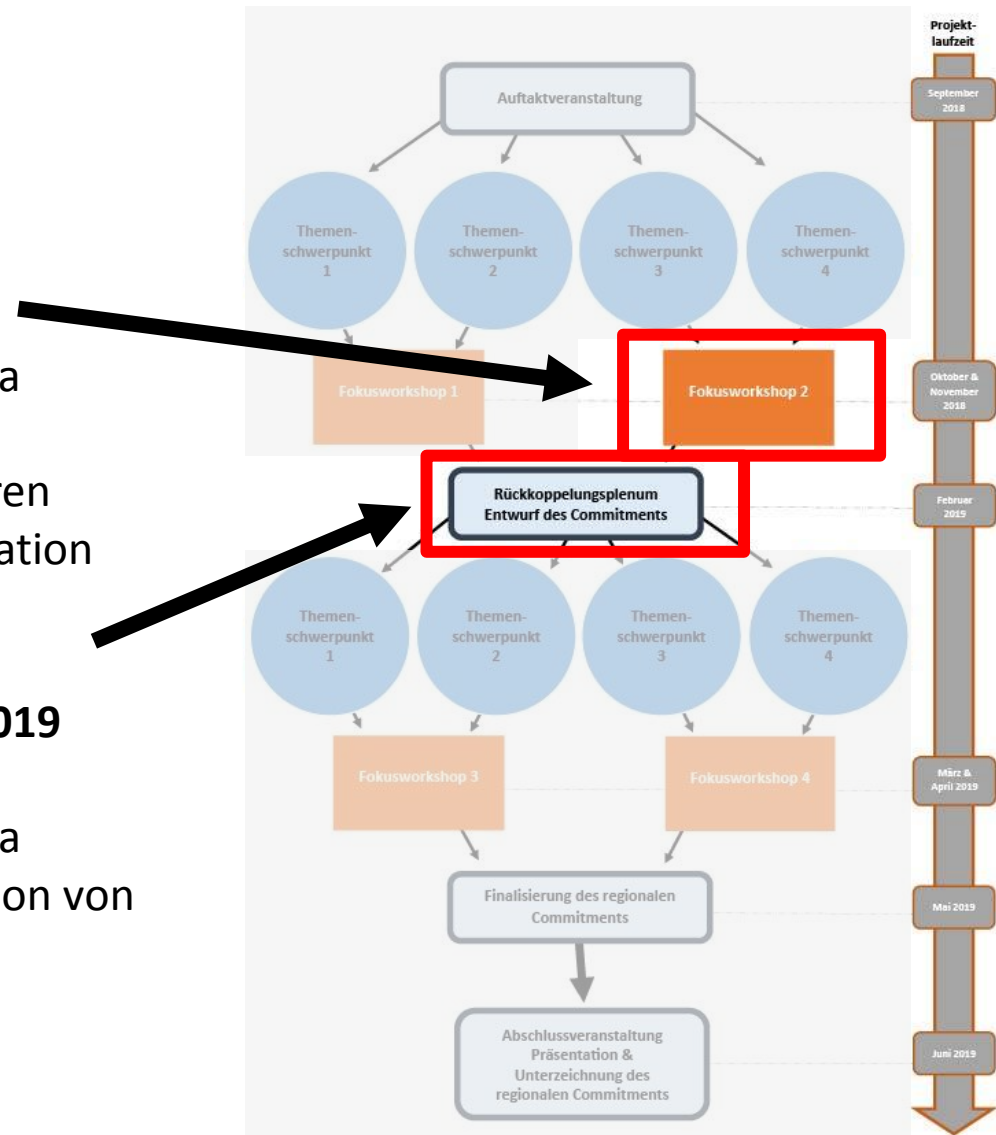 a
ren
ation
019
a
on von
Projekt-
laufzeit
Auftaktveranstaltung
September
2018
Themen-
schwerpunkt
1
Themen-
schwerpunkt
2
Themen-
schwerpunkt
3
Themen-
schwerpunkt
4
Fokusworkshop 1
Fokusworkshop 2
Oktober &
November
2018
Rückkoppelungsplenum
Entwurf des Commitments
Februar
2019
Themen-
schwerpunkt
1
Themen-
schwerpunkt
2
Themen-
schwerpunkt
3
Themen-
schwerpunkt
4
Fokusworkshop 3
Fokusworkshop 4
März &
April 2019
Finalisierung des regionalen
Commitments
Mai 2019
Abschlussveranstaltung
Präsentation &
Unterzeichnung des
regionalen Commitments
Juni 2019